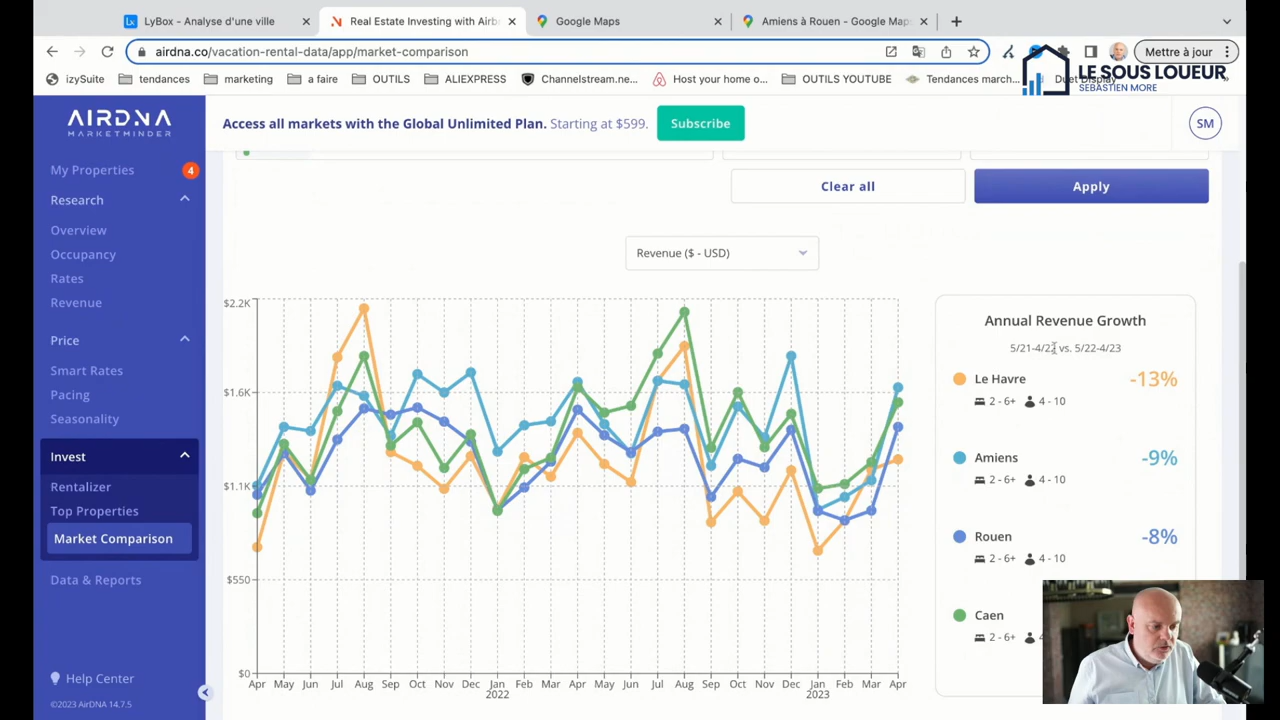 LyBox - Analyse d'une ville
Real Estate Investing with Airb
Google Maps
Amiens à Rouen - Google Maps
airdna.co/vacation-rental-data/app/market-comparison
Mettre à jour
izySuite
tendances
marketing
a faire
OUTILS
ALIEXPRESS
Channelstream.ne...
Host your home o...
OUTILS YOUTUBE
Tendances march...
Duet Display
LE SOUS LOUEUR
SEBASTIEN MORE
AIRDNA
MARKETMINDER
Access all markets with the Global Unlimited Plan. Starting at $599.
Subscribe
SM
My Properties
4
Research
Overview
Occupancy
Rates
Revenue
Price
Smart Rates
Pacing
Seasonality
Invest
Rentalizer
Top Properties
Market Comparison
Data & Reports
Help Center
©2023 AirDNA 14.7.5
Clear all
Apply
Revenue ($ - USD)
$2.2K
$1.6K
$1.1K
$550
$0
Apr May Jun Jul Aug Sep Oct Nov Dec Jan Feb Mar Apr May Jun Jul Aug Sep Oct Nov Dec Jan Feb Mar Apr
2022 2023
Annual Revenue Growth
5/21-4/22 vs. 5/22-4/23
Le Havre -13%
2 - 6+ 4 - 10
Amiens -9%
2 - 6+ 4 - 10
Rouen -8%
2 - 6+ 4 - 10
Caen
2 - 6+